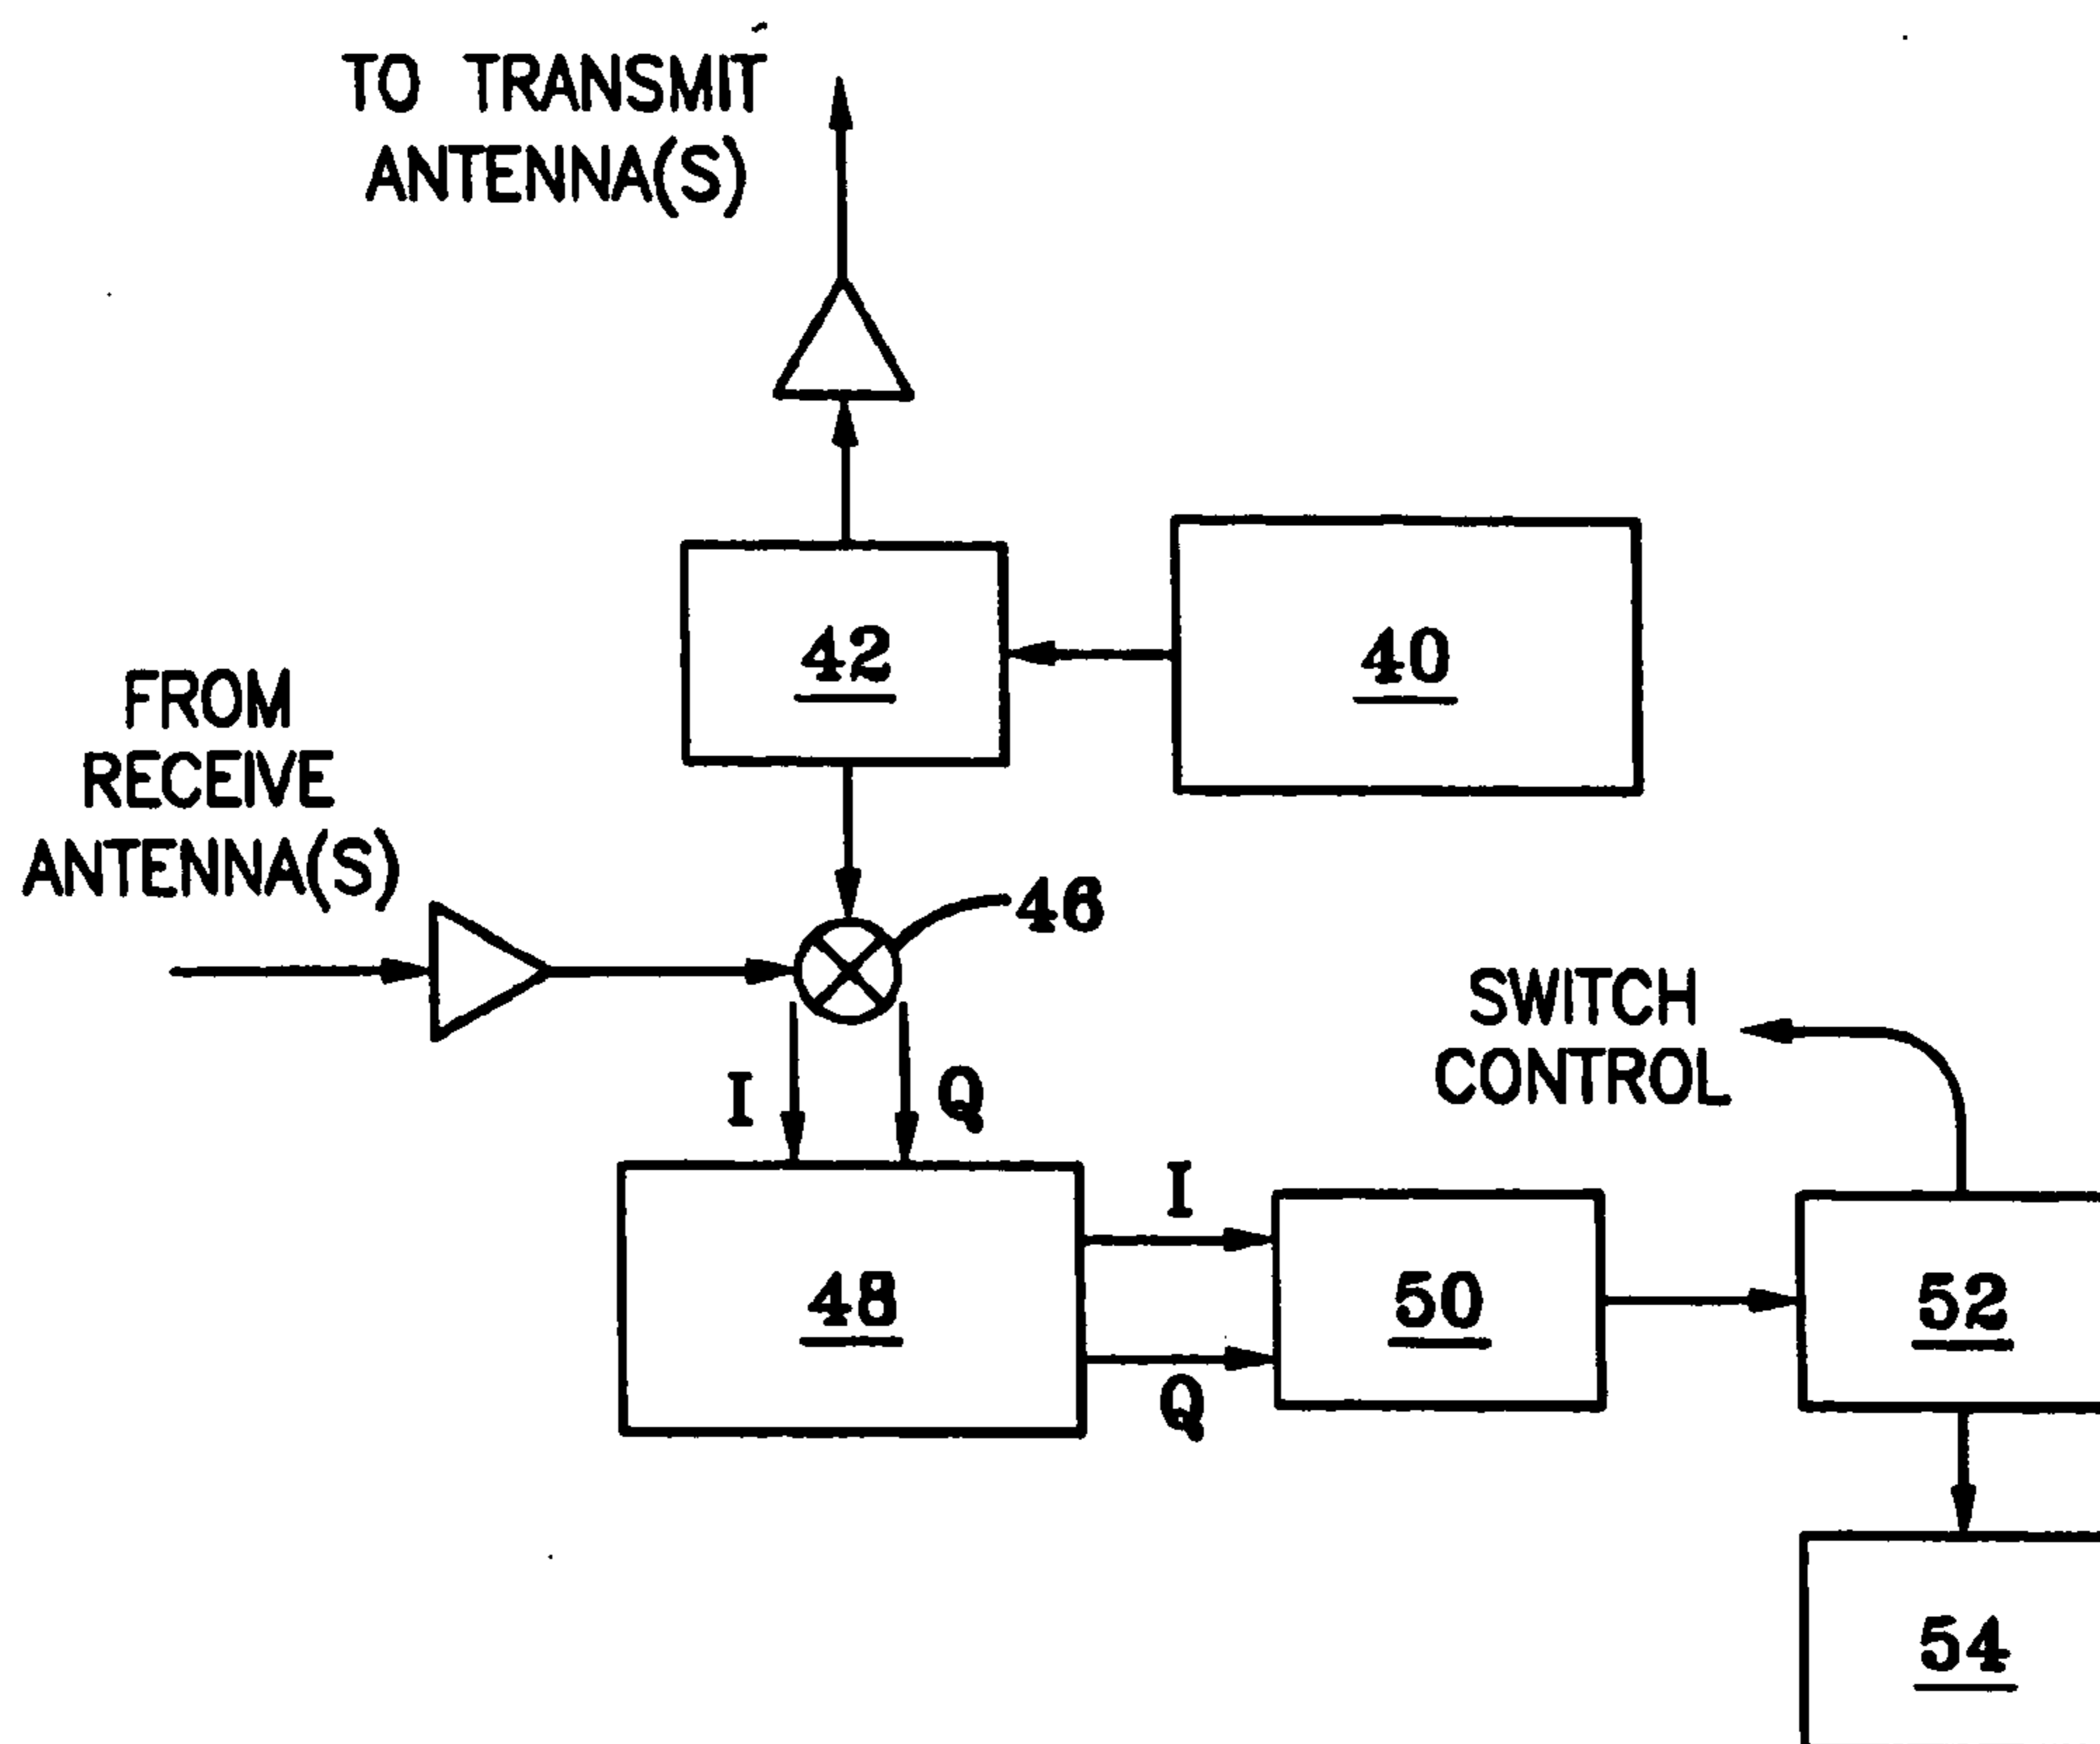 TO TRANSMIT
ANTENNA(S)
42
40
FROM
RECEIVE
ANTENNA(S)
46
SWITCH
CONTROL
I
Q
I
48
50
52
Q
54